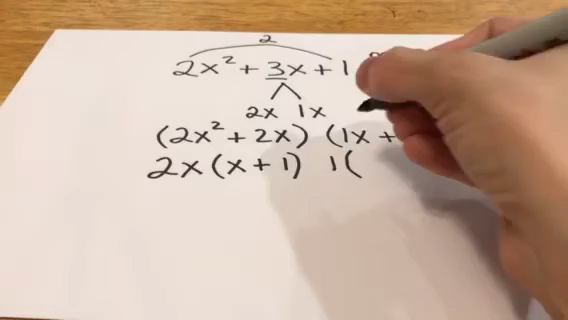 2
2x² + 3x + 1
2x 1x
(2x² + 2x) (1x +
2x(x + 1) 1(